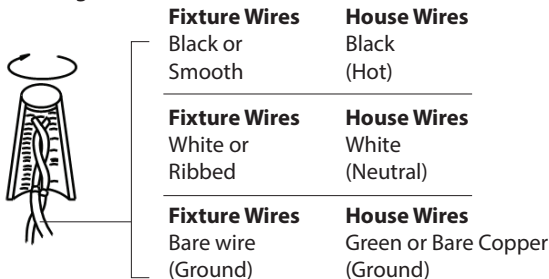 Fixture Wires House Wires
Black or Black
Smooth (Hot)
Fixture Wires House Wires
White or White
Ribbed (Neutral)
Fixture Wires House Wires
Bare wire Green or Bare Copper
(Ground) (Ground)